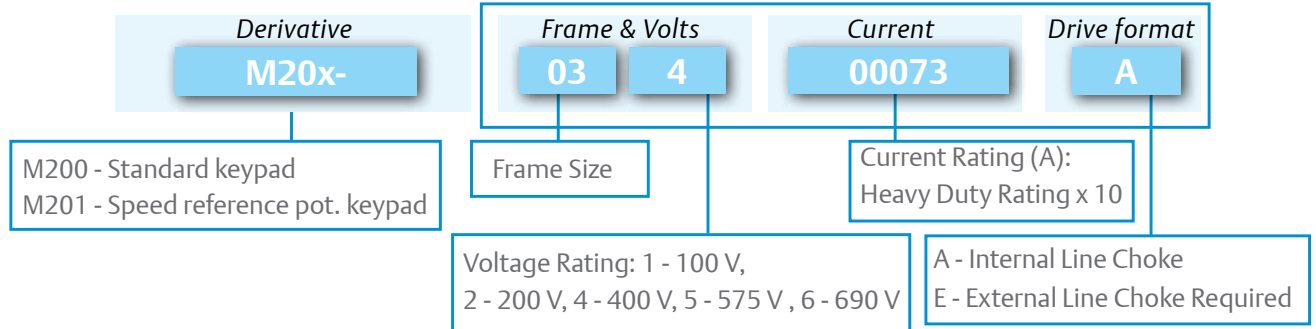 Derivative
Frame & Volts
Current
Drive format
M20x-
03
4
00073
A
M200 - Standard keypad
M201 - Speed reference pot. keypad
Frame Size
Current Rating (A):
Heavy Duty Rating x 10
Voltage Rating: 1 - 100 V,
2 - 200 V, 4 - 400 V, 5 - 575 V , 6 - 690 V
A - Internal Line Choke
E - External Line Choke Required